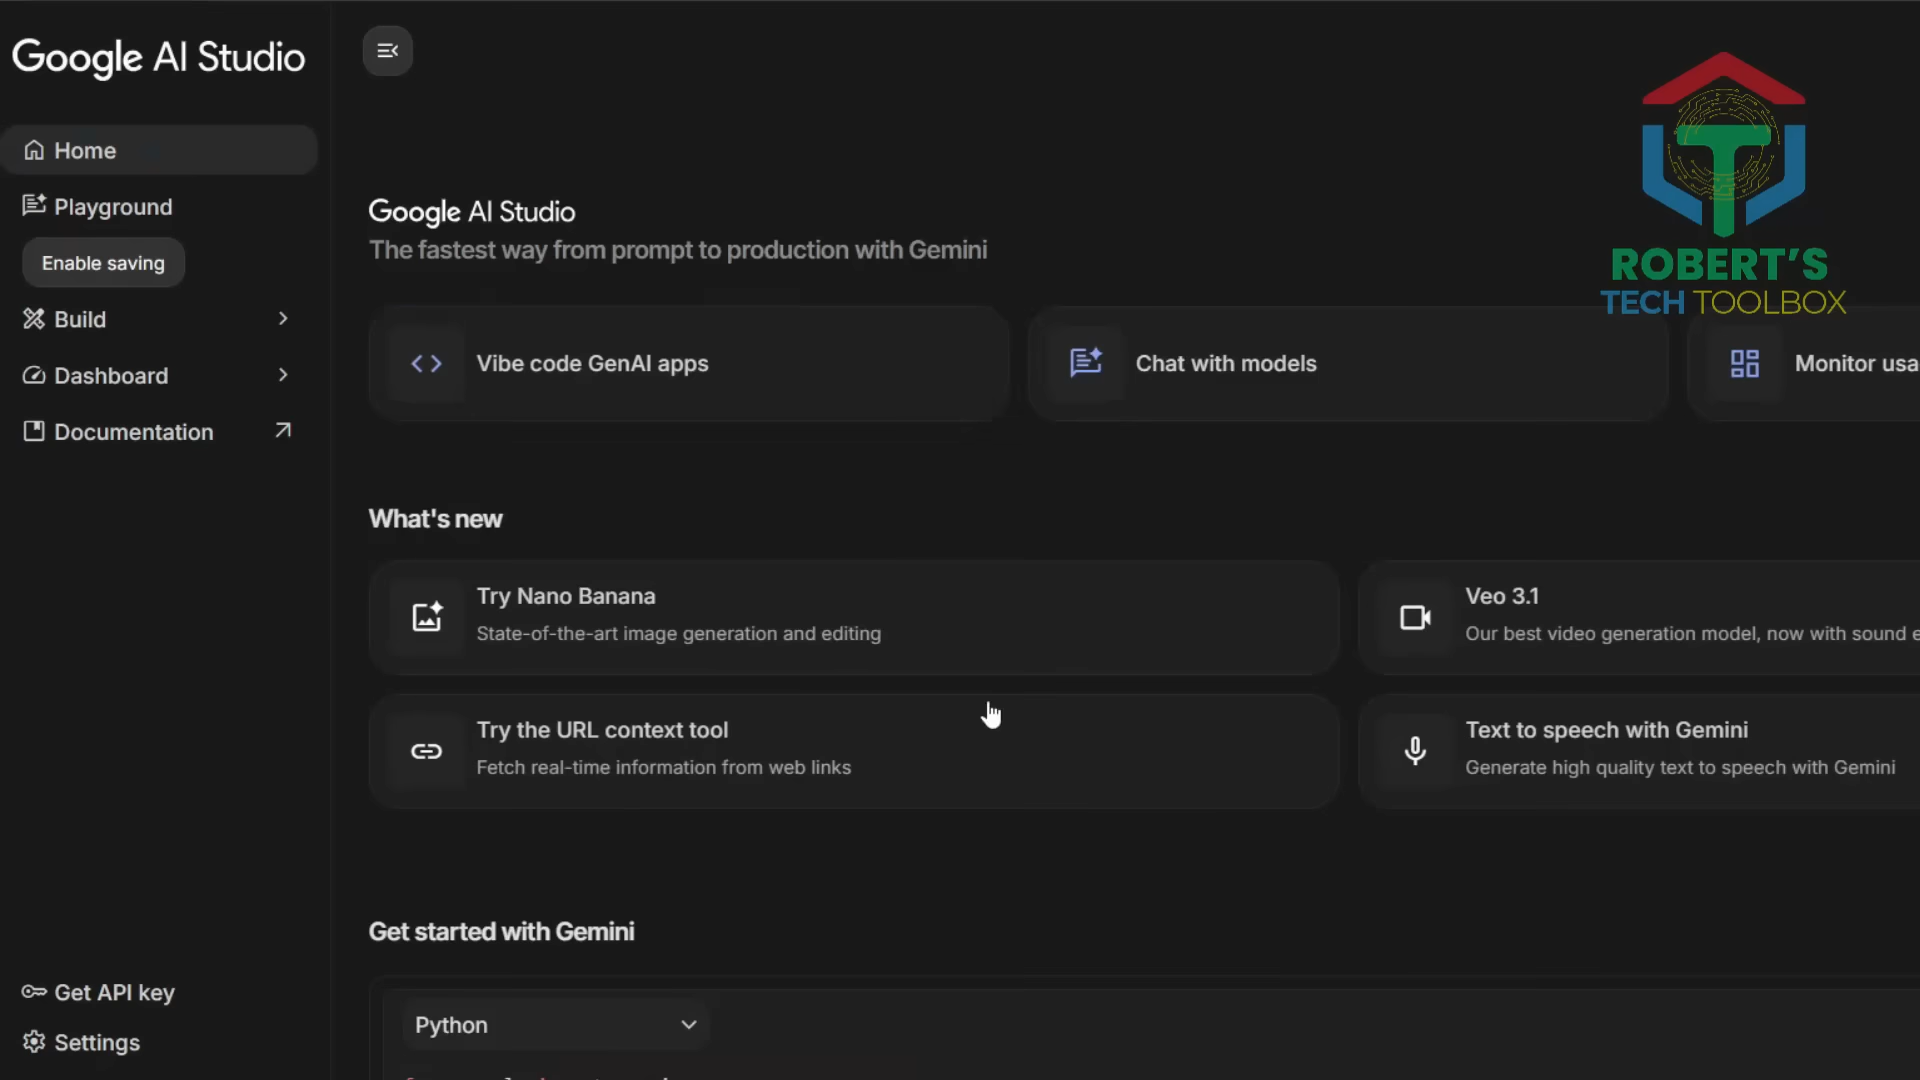 Google AI Studio
Home
Playground
Enable saving
Build
Dashboard
Documentation
Get API key
Settings
Google AI Studio
The fastest way from prompt to production with Gemini
Vibe code GenAI apps
Chat with models
Monitor usa
What's new
Try Nano Banana
State-of-the-art image generation and editing
Veo 3.1
Our best video generation model, now with sound e
Try the URL context tool
Fetch real-time information from web links
Text to speech with Gemini
Generate high quality text to speech with Gemini
Get started with Gemini
Python
ROBERT'S
TECH TOOLBOX